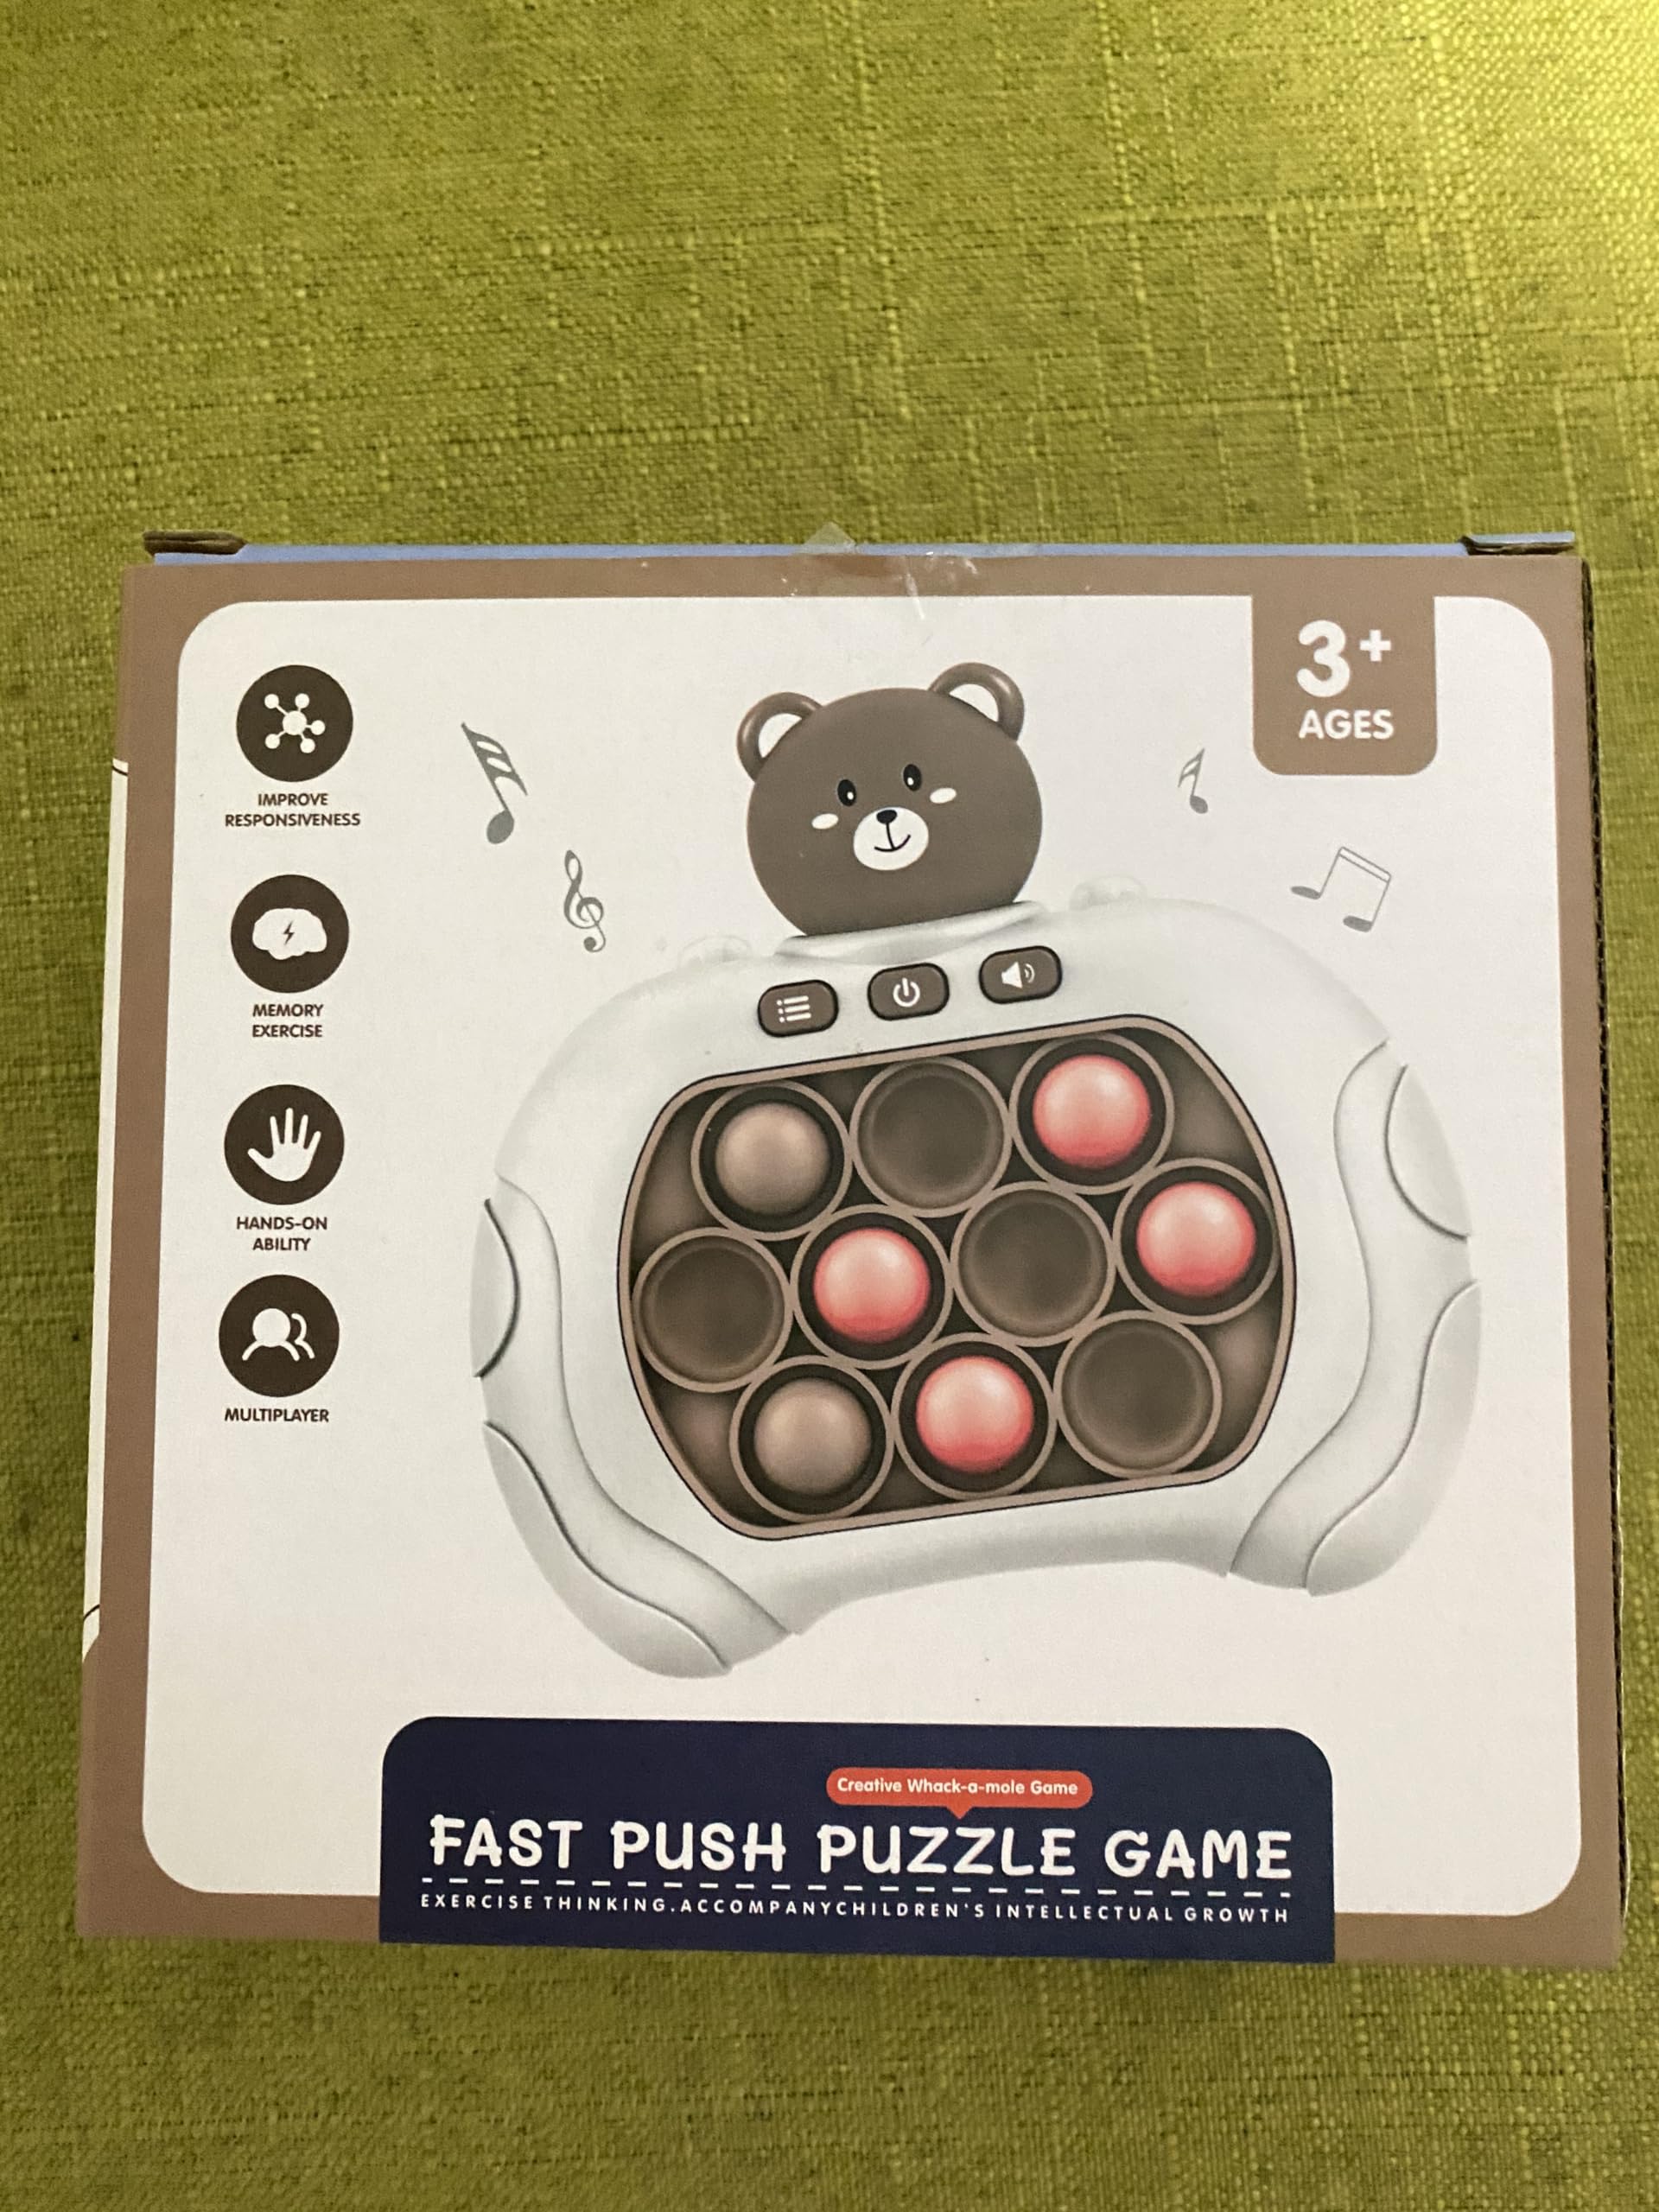 3+
AGES
IMPROVE
RESPONSIVENESS
MEMORY
EXERCISE
HANDS-ON
ABILITY
MULTIPLAYER
Creative Whack-a-mole Game
FAST PUSH PUZZLE GAME
EXERCISE THINKING.ACCOMPANYCHILDREN'S INTELLECTUAL GROWTH